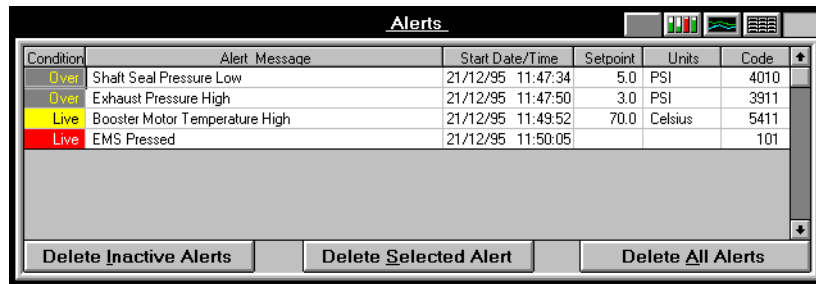 Alerts
Condition Alert Message Start Date/Time Setpoint Units Code
Over Shaft Seal Pressure Low 21/12/95 11:47:34 5.0 PSI 4010
Over Exhaust Pressure High 21/12/95 11:47:50 3.0 PSI 3911
Live Booster Motor Temperature High 21/12/95 11:49:52 70.0 Celsius 5411
Live EMS Pressed 21/12/95 11:50:05 101
Delete Inactive Alerts Delete Selected Alert Delete All Alerts